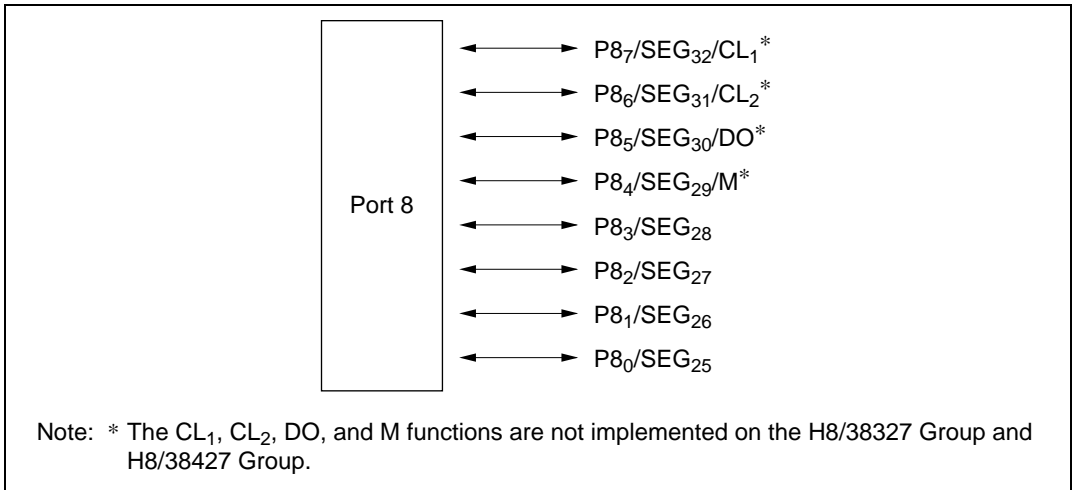 P8₇/SEG₃₂/CL₁*
P8₆/SEG₃₁/CL₂*
P8₅/SEG₃₀/DO*
P8₄/SEG₂₉/M*
Port 8
P8₃/SEG₂₈
P8₂/SEG₂₇
P8₁/SEG₂₆
P8₀/SEG₂₅
Note: * The CL₁, CL₂, DO, and M functions are not implemented on the H8/38327 Group and
H8/38427 Group.